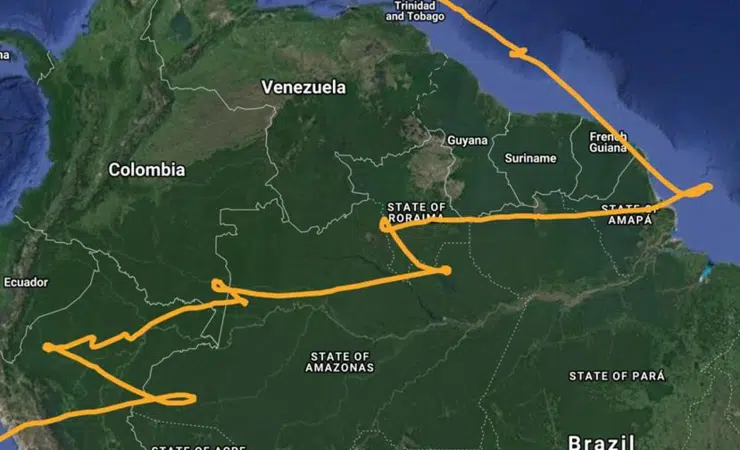 Trinidad
and Tobago
na
Venezuela
Guyana
French
Guiana
Suriname
Colombia
STATE OF
RORAIMA
STATE OF
AMAPÁ
Ecuador
STATE OF
AMAZONAS
STATE OF PARÁ
STATE OF ACRE
Brazil